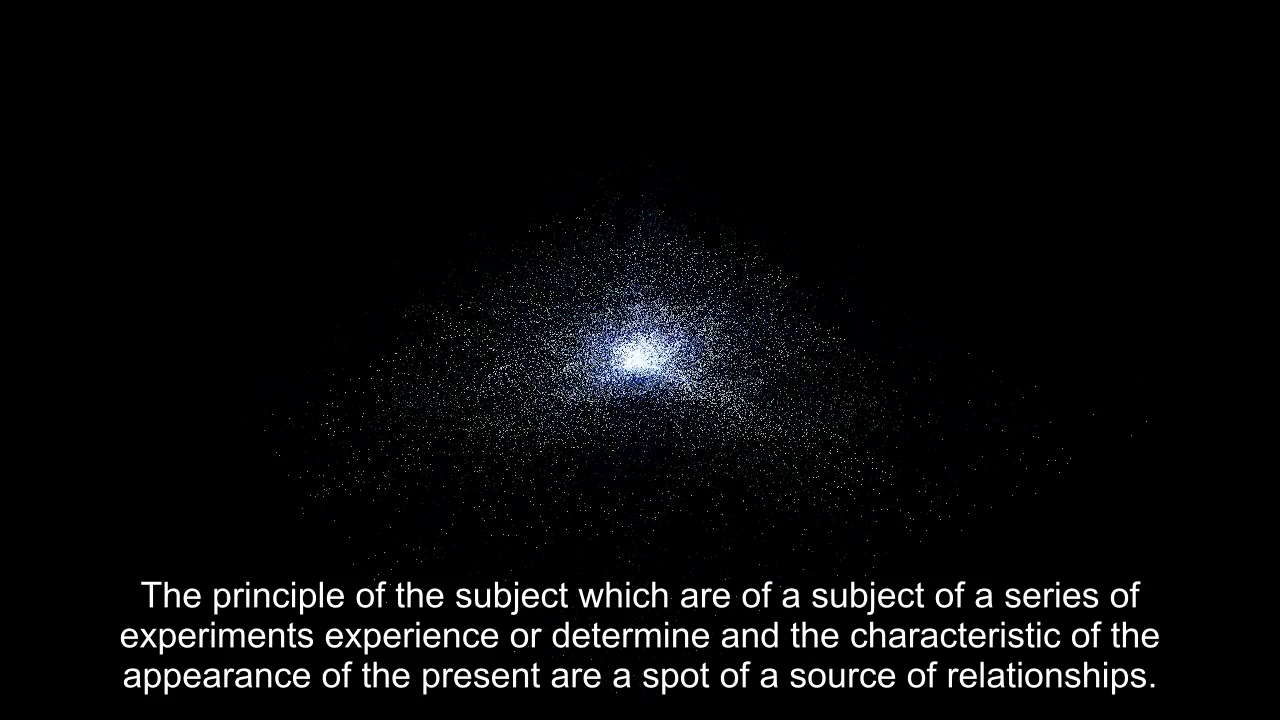 The principle of the subject which are of a subject of a series of
experiments experience or determine and the characteristic of the
appearance of the present are a spot of a source of relationships.